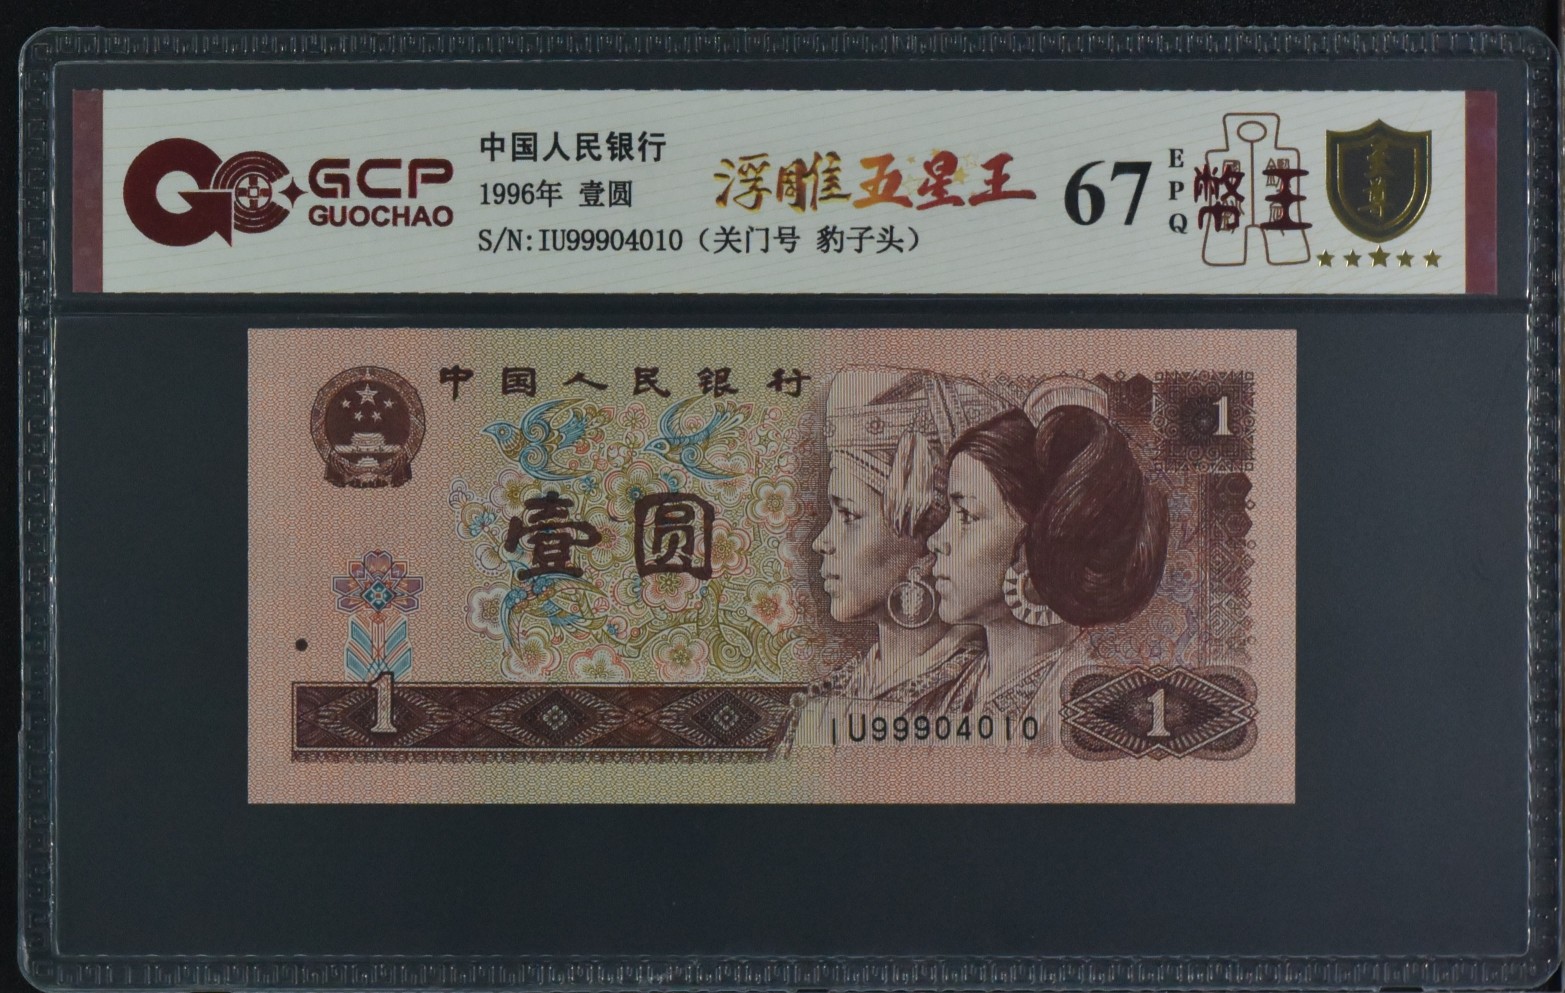 GCP
GUOCHAO
中国人民银行
1996年 壹圆
S/N:IU99904010（关门号 豹子头）
浮雕五星王
67
EPQ
中国人民银行
1
壹圆
1
IU99904010
1